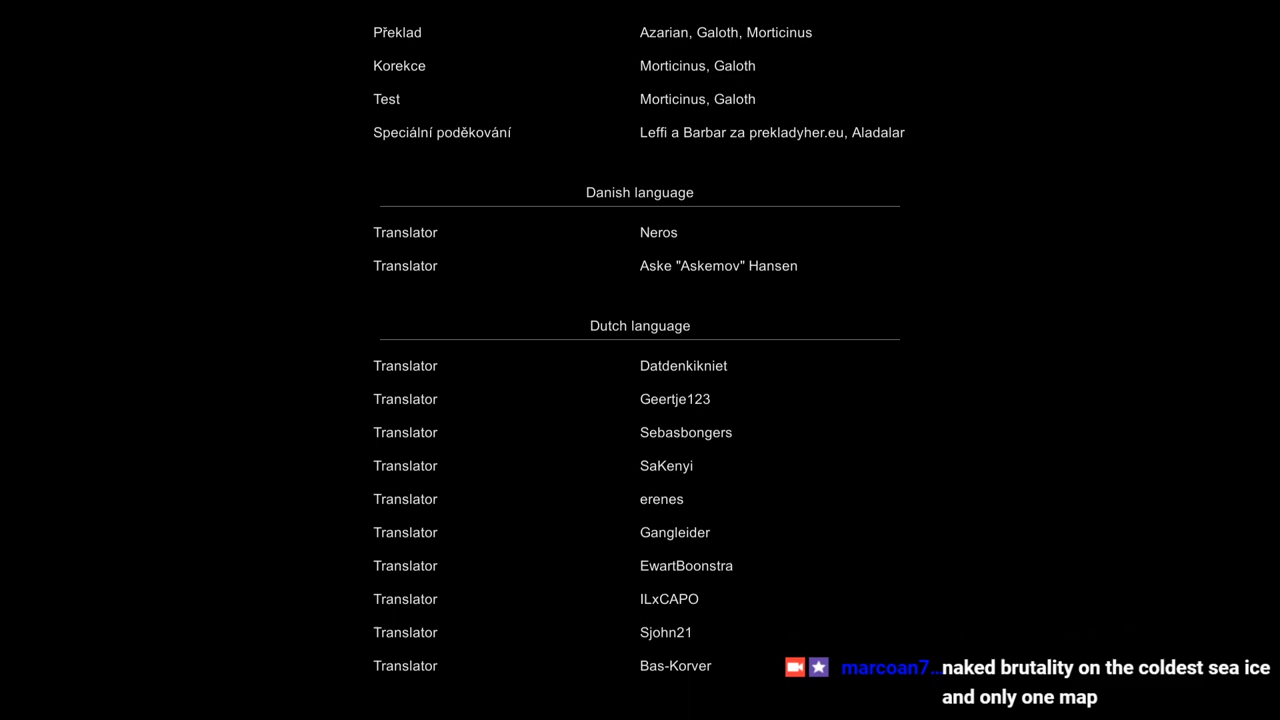 Překlad Azarian, Galoth, Morticinus
Korekce Morticinus, Galoth
Test Morticinus, Galoth
Speciální poděkování Leffi a Barbar za prekladyher.eu, Aladalar
Danish language
Translator Neros
Translator Aske "Askemov" Hansen
Dutch language
Translator Datdenkikniet
Translator Geertje123
Translator Sebasbongers
Translator SaKenyi
Translator erenes
Translator Gangleider
Translator EwartBoonstra
Translator ILxCAPO
Translator Sjohn21
Translator Bas-Korver
marcoan7... naked brutality on the coldest sea ice
and only one map